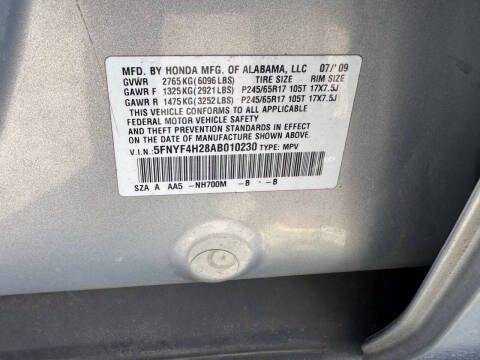 MFD. BY HONDA MFG. OF ALABAMA, LLC 07/'09
GVWR 2765KG(6096LBS) TIRE SIZE RIM SIZE
GAWR F 1325KG(2921LBS) P245/65R17 105T 17X7.5J
GAWR R 1475KG(3252LBS) P245/65R17 105T 17X7.5J
THIS VEHICLE CONFORMS TO ALL APPLICABLE
FEDERAL MOTOR VEHICLE SAFETY
AND THEFT PREVENTION STANDARDS IN EFFECT
ON THE DATE OF MANUFACTURE SHOWN ABOVE.
V.I.N.: 5FNYF4H28AB010230 TYPE: MPV
SZA A AA5 -NH700M -B -B